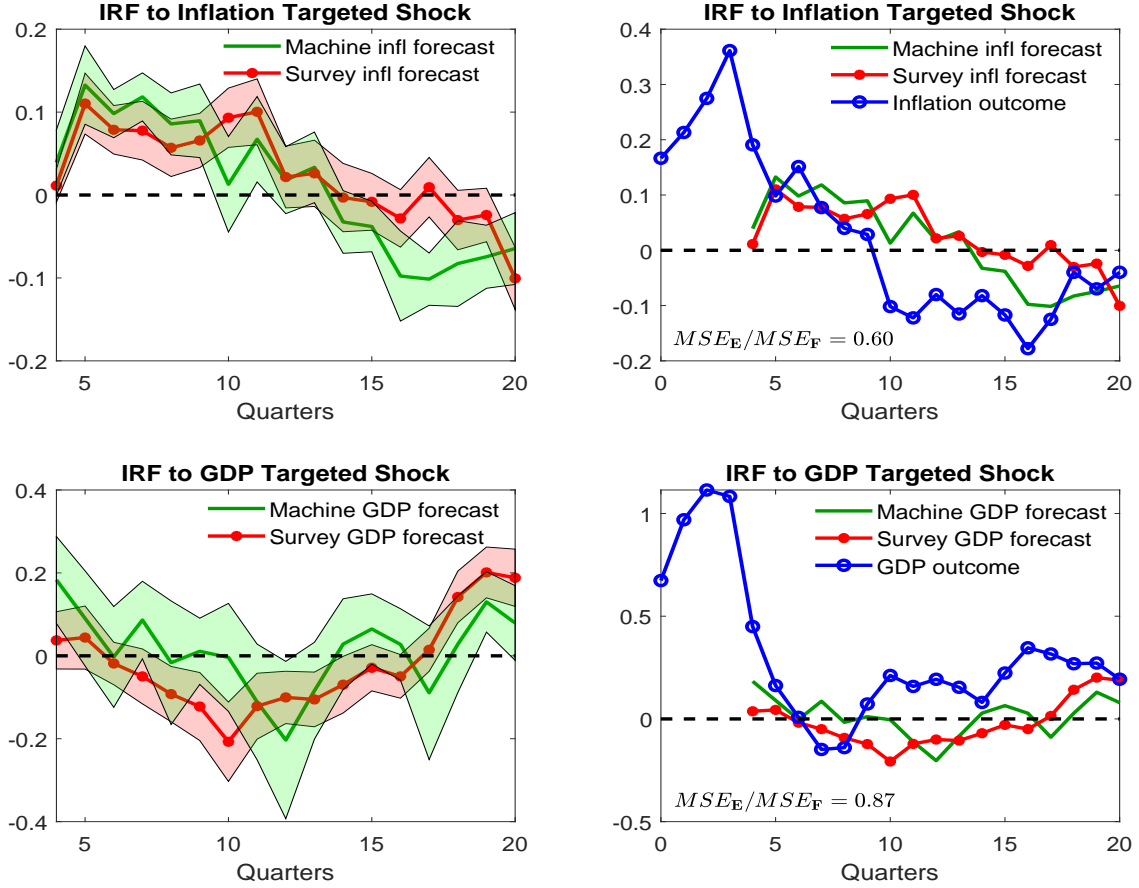 IRF to Inflation Targeted Shock
0.2
0.1
0
-0.1
-0.2
Machine infl forecast
Survey infl forecast
5
10
15
20
Quarters
IRF to Inflation Targeted Shock
0.4
0.3
0.2
0.1
0
-0.1
-0.2
Machine infl forecast
Survey infl forecast
Inflation outcome
MSE_E/MSE_F = 0.60
0
5
10
15
20
Quarters
IRF to GDP Targeted Shock
0.4
0.2
0
-0.2
-0.4
Machine GDP forecast
Survey GDP forecast
5
10
15
20
Quarters
IRF to GDP Targeted Shock
1
0.5
0
-0.5
Machine GDP forecast
Survey GDP forecast
GDP outcome
MSE_E/MSE_F = 0.87
0
5
10
15
20
Quarters